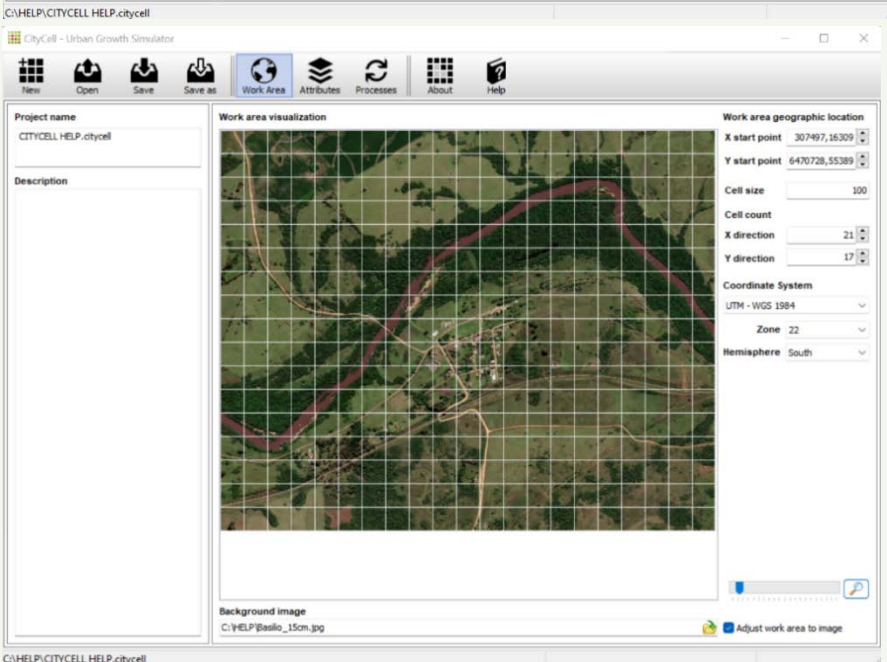 C:\HELP\CITYCELL HELP.citycell
CityCell - Urban Growth Simulator
New Open Save Save as Work Area Attributes Processes About Help
Project name
CITYCELL HELP.citycell
Description
Work area visualization
Work area geographic location
X start point 307497,16309
Y start point 6470728,55389
Cell size 100
Cell count
X direction 21
Y direction 17
Coordinate System
UTM - WGS 1984
Zone 22
Hemisphere South
Background image
C:\HELP\Basilio_15cm.jpg
Adjust work area to image
C:\HELP\CITYCELL HELP.citycell